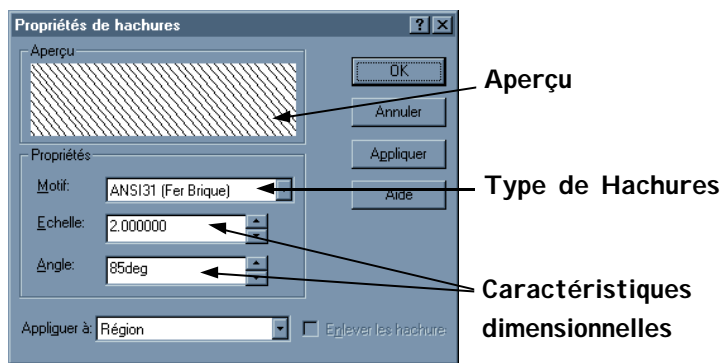 Propriétés de hachures
Aperçu
OK
Annuler
Appliquer
Aide
Propriétés
Motif:
ANSI31 (Fer Brique)
Echelle:
2.000000
Angle:
85deg
Appliquer à:
Région
Enlever les hachure
Aperçu
Type de Hachures
Caractéristiques
dimensionnelles